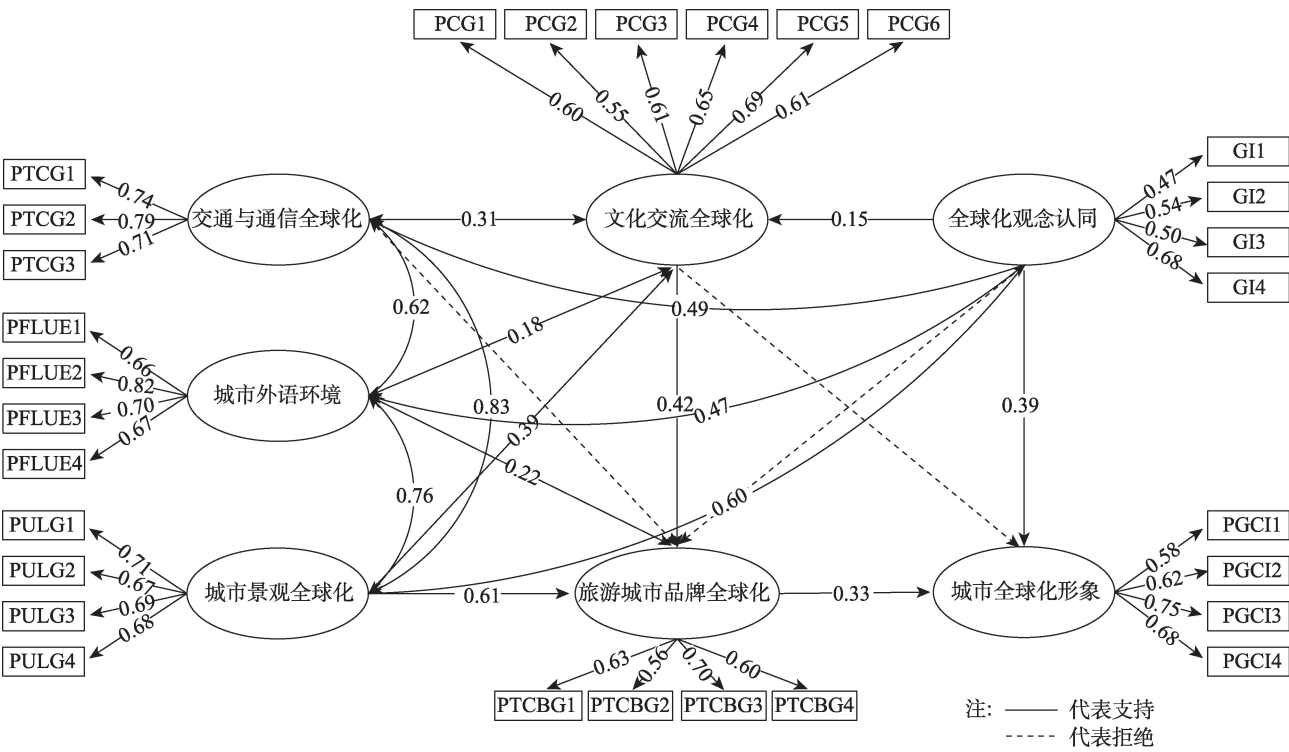 PCG1 PCG2 PCG3 PCG4 PCG5 PCG6
0.60 0.55 0.61 0.65 0.69 0.61
PTCG1
PTCG2
PTCG3
0.74
0.79
0.71
交通与通信全球化
0.31
文化交流全球化
0.15
全球化观念认同
0.47
0.54
0.50
0.68
GI1
GI2
GI3
GI4
PFLUE1
PFLUE2
PFLUE3
PFLUE4
0.66
0.82
0.70
0.67
城市外语环境
0.62
0.18
0.49
0.83
0.39
0.42
0.47
0.39
0.22
0.76
0.60
PULG1
PULG2
PULG3
PULG4
0.71
0.67
0.69
0.68
城市景观全球化
0.61
旅游城市品牌全球化
0.33
城市全球化形象
0.58
0.62
0.75
0.68
PGCI1
PGCI2
PGCI3
PGCI4
0.63 0.56 0.70 0.60
PTCBG1 PTCBG2 PTCBG3 PTCBG4
注: 代表支持
代表拒绝